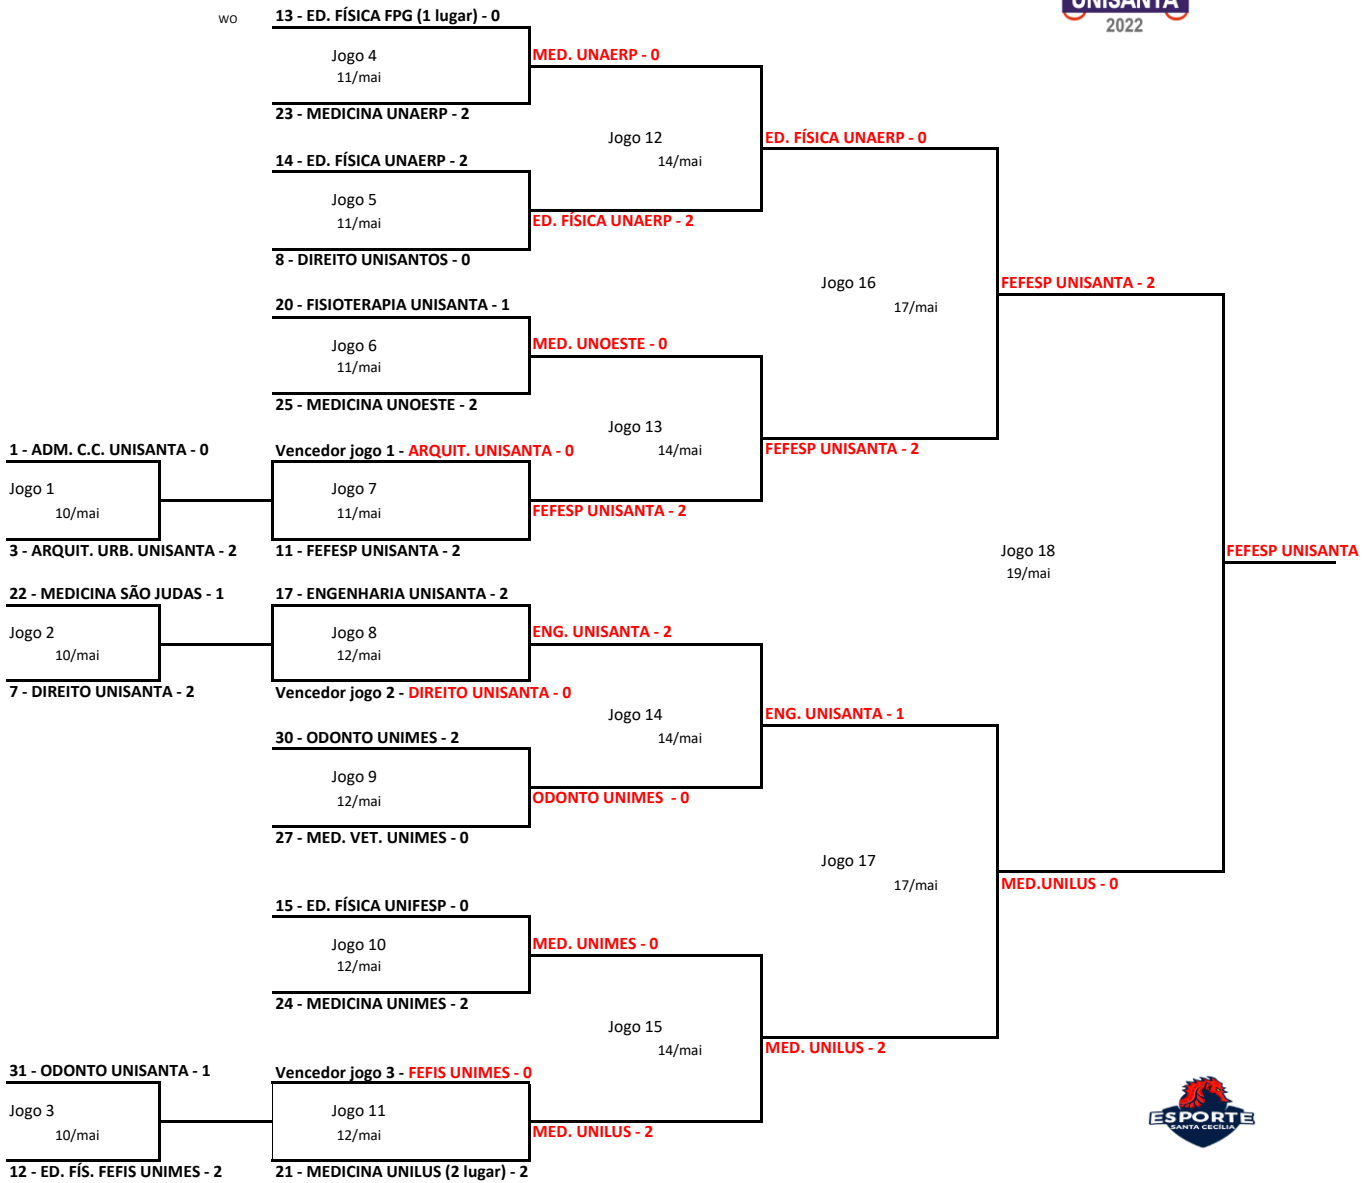 UNISANTA
2022
wo
13 - ED. FÍSICA FPG (1 lugar) - 0
Jogo 4
11/mai
MED. UNAERP - 0
23 - MEDICINA UNAERP - 2
Jogo 12
14/mai
ED. FÍSICA UNAERP - 0
14 - ED. FÍSICA UNAERP - 2
Jogo 5
11/mai
ED. FÍSICA UNAERP - 2
8 - DIREITO UNISANTOS - 0
Jogo 16
17/mai
FEFESP UNISANTA - 2
20 - FISIOTERAPIA UNISANTA - 1
Jogo 6
11/mai
MED. UNOESTE - 0
25 - MEDICINA UNOESTE - 2
Jogo 13
14/mai
FEFESP UNISANTA - 2
1 - ADM. C.C. UNISANTA - 0
Vencedor jogo 1 - ARQUIT. UNISANTA - 0
Jogo 1
10/mai
Jogo 7
11/mai
FEFESP UNISANTA - 2
3 - ARQUIT. URB. UNISANTA - 2
11 - FEFESP UNISANTA - 2
Jogo 18
19/mai
FEFESP UNISANTA
22 - MEDICINA SÃO JUDAS - 1
17 - ENGENHARIA UNISANTA - 2
Jogo 2
10/mai
Jogo 8
12/mai
ENG. UNISANTA - 2
7 - DIREITO UNISANTA - 2
Vencedor jogo 2 - DIREITO UNISANTA - 0
Jogo 14
14/mai
ENG. UNISANTA - 1
30 - ODONTO UNIMES - 2
Jogo 9
12/mai
ODONTO UNIMES  - 0
27 - MED. VET. UNIMES - 0
Jogo 17
17/mai
MED.UNILUS - 0
15 - ED. FÍSICA UNIFESP - 0
Jogo 10
12/mai
MED. UNIMES - 0
24 - MEDICINA UNIMES - 2
Jogo 15
14/mai
MED. UNILUS - 2
31 - ODONTO UNISANTA - 1
Vencedor jogo 3 - FEFIS UNIMES - 0
Jogo 3
10/mai
Jogo 11
12/mai
MED. UNILUS - 2
12 - ED. FÍS. FEFIS UNIMES - 2
21 - MEDICINA UNILUS (2 lugar) - 2
ESPORTE
SANTA CECÍLIA